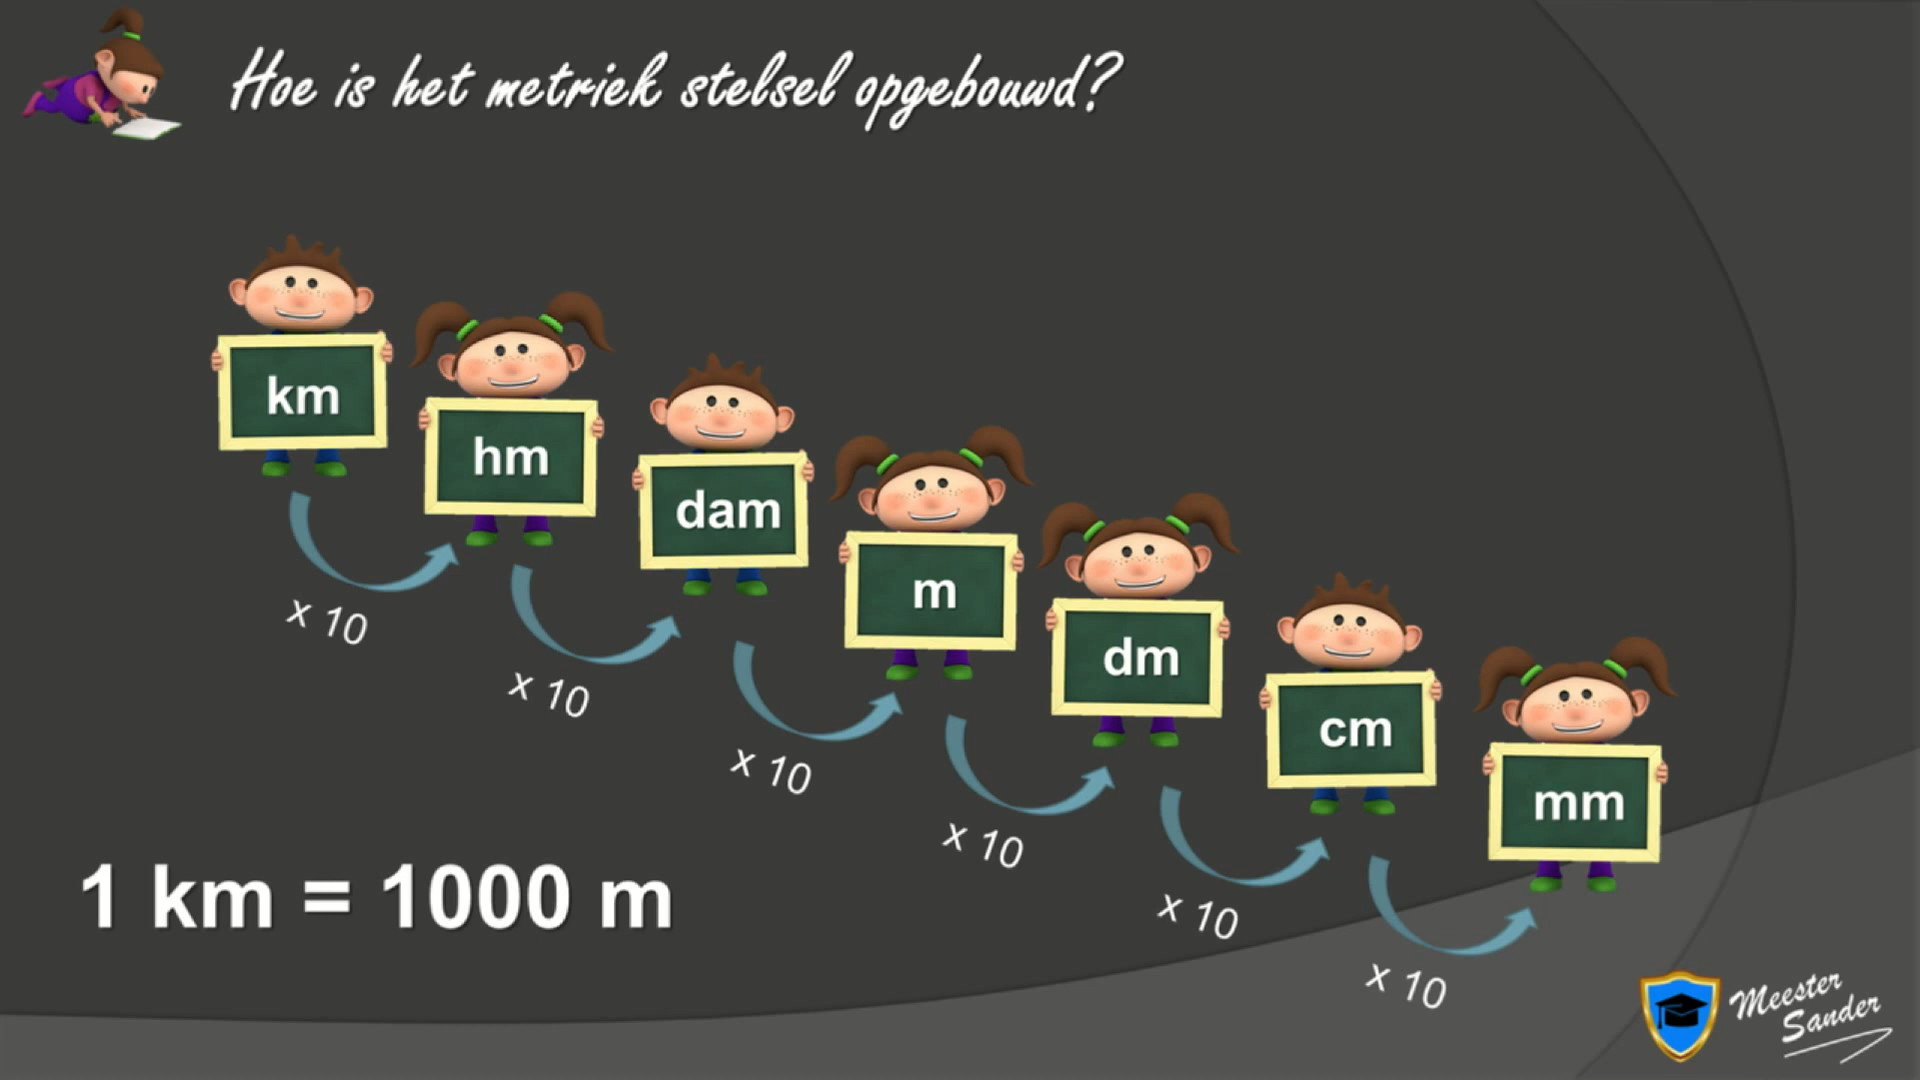 Hoe is het metriek stelsel opgebouwd?
km
hm
dam
m
dm
cm
mm
x 10
x 10
x 10
x 10
x 10
x 10
1 km = 1000 m
Meester
Sander